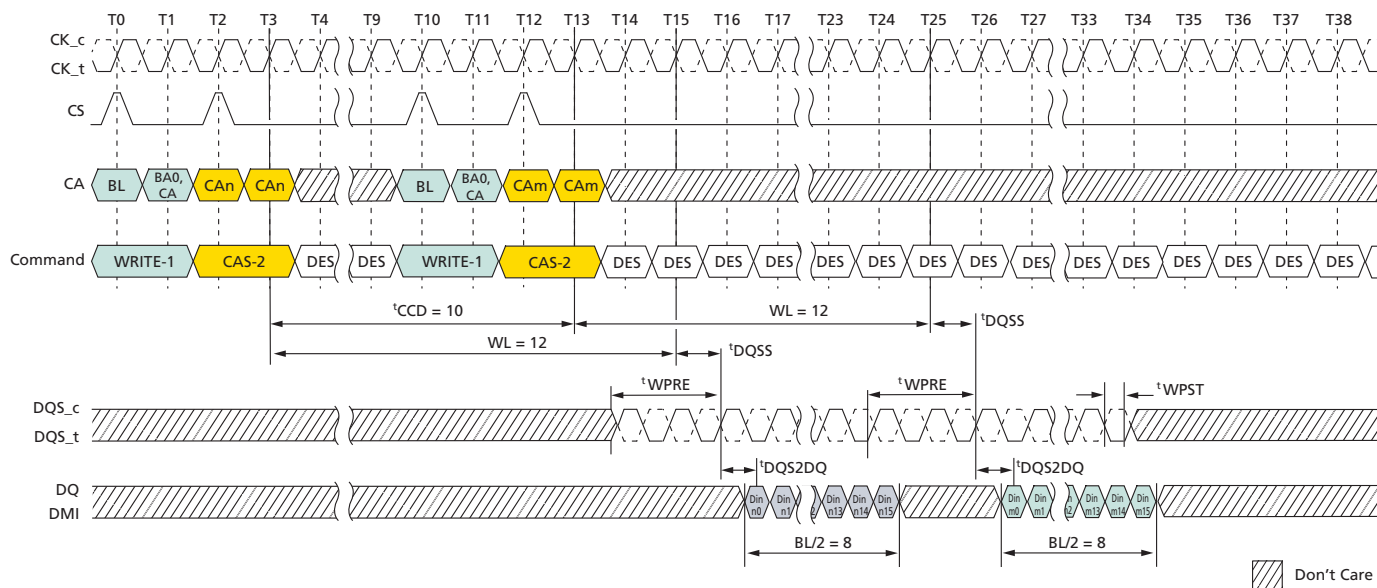 T0 T1 T2 T3 T4 T9 T10 T11 T12 T13 T14 T15 T16 T17 T23 T24 T25 T26 T27 T33 T34 T35 T36 T37 T38
CK_c
CK_t
CS
CA BL BA0, CA CAn CAn BL BA0, CA CAm CAm
Command WRITE-1 CAS-2 DES DES WRITE-1 CAS-2 DES DES DES DES DES DES DES DES DES DES DES DES DES DES DES
tCCD = 10 WL = 12 tDQSS
WL = 12 tDQSS
tWPRE tWPRE tWPST
DQS_c
DQS_t
tDQS2DQ tDQS2DQ
DQ
DMI
Din n0 Din n1 Din n13 Din n14 Din n15 Din m0 Din m1 Din m13 Din m14 Din m15
BL/2 = 8 BL/2 = 8
Don't Care